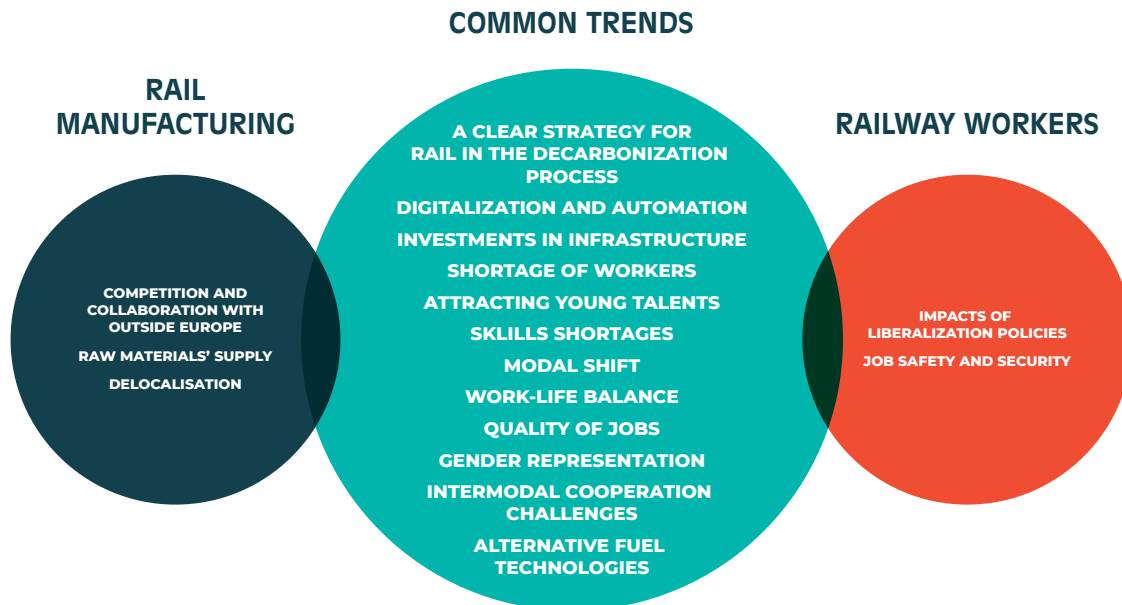 COMMON TRENDS
RAIL
MANUFACTURING
COMPETITION AND
COLLABORATION WITH
OUTSIDE EUROPE
RAW MATERIALS’ SUPPLY
DELOCALISATION
A CLEAR STRATEGY FOR
RAIL IN THE DECARBONIZATION
PROCESS
DIGITALIZATION AND AUTOMATION
INVESTMENTS IN INFRASTRUCTURE
SHORTAGE OF WORKERS
ATTRACTING YOUNG TALENTS
SKLILLS SHORTAGES
MODAL SHIFT
WORK-LIFE BALANCE
QUALITY OF JOBS
GENDER REPRESENTATION
INTERMODAL COOPERATION
CHALLENGES
ALTERNATIVE FUEL
TECHNOLOGIES
RAILWAY WORKERS
IMPACTS OF
LIBERALIZATION POLICIES
JOB SAFETY AND SECURITY